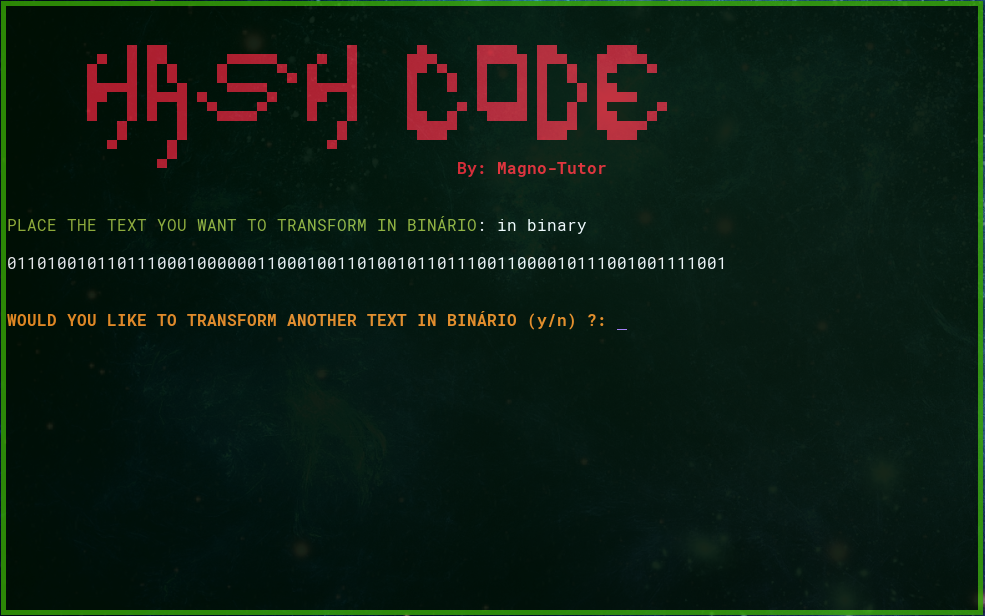 HASH CODE
By: Magno-Tutor
PLACE THE TEXT YOU WANT TO TRANSFORM IN BINÁRIO: in binary
011010010110111000100000011000100110100101101110011000010111001001111001
WOULD YOU LIKE TO TRANSFORM ANOTHER TEXT IN BINÁRIO (y/n) ?: _